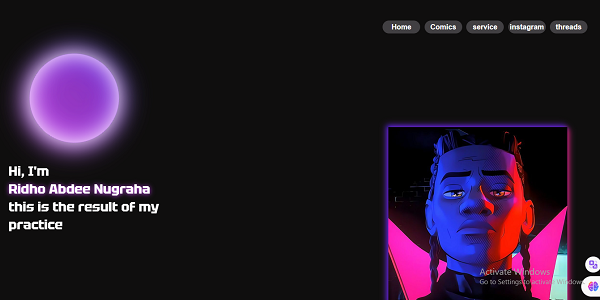 Home
Comics
service
instagram
threads
Hi, I'm
Ridho Abdee Nugraha
this is the result of my
practice
Activate Windows
Go to Settings to activate Windows.